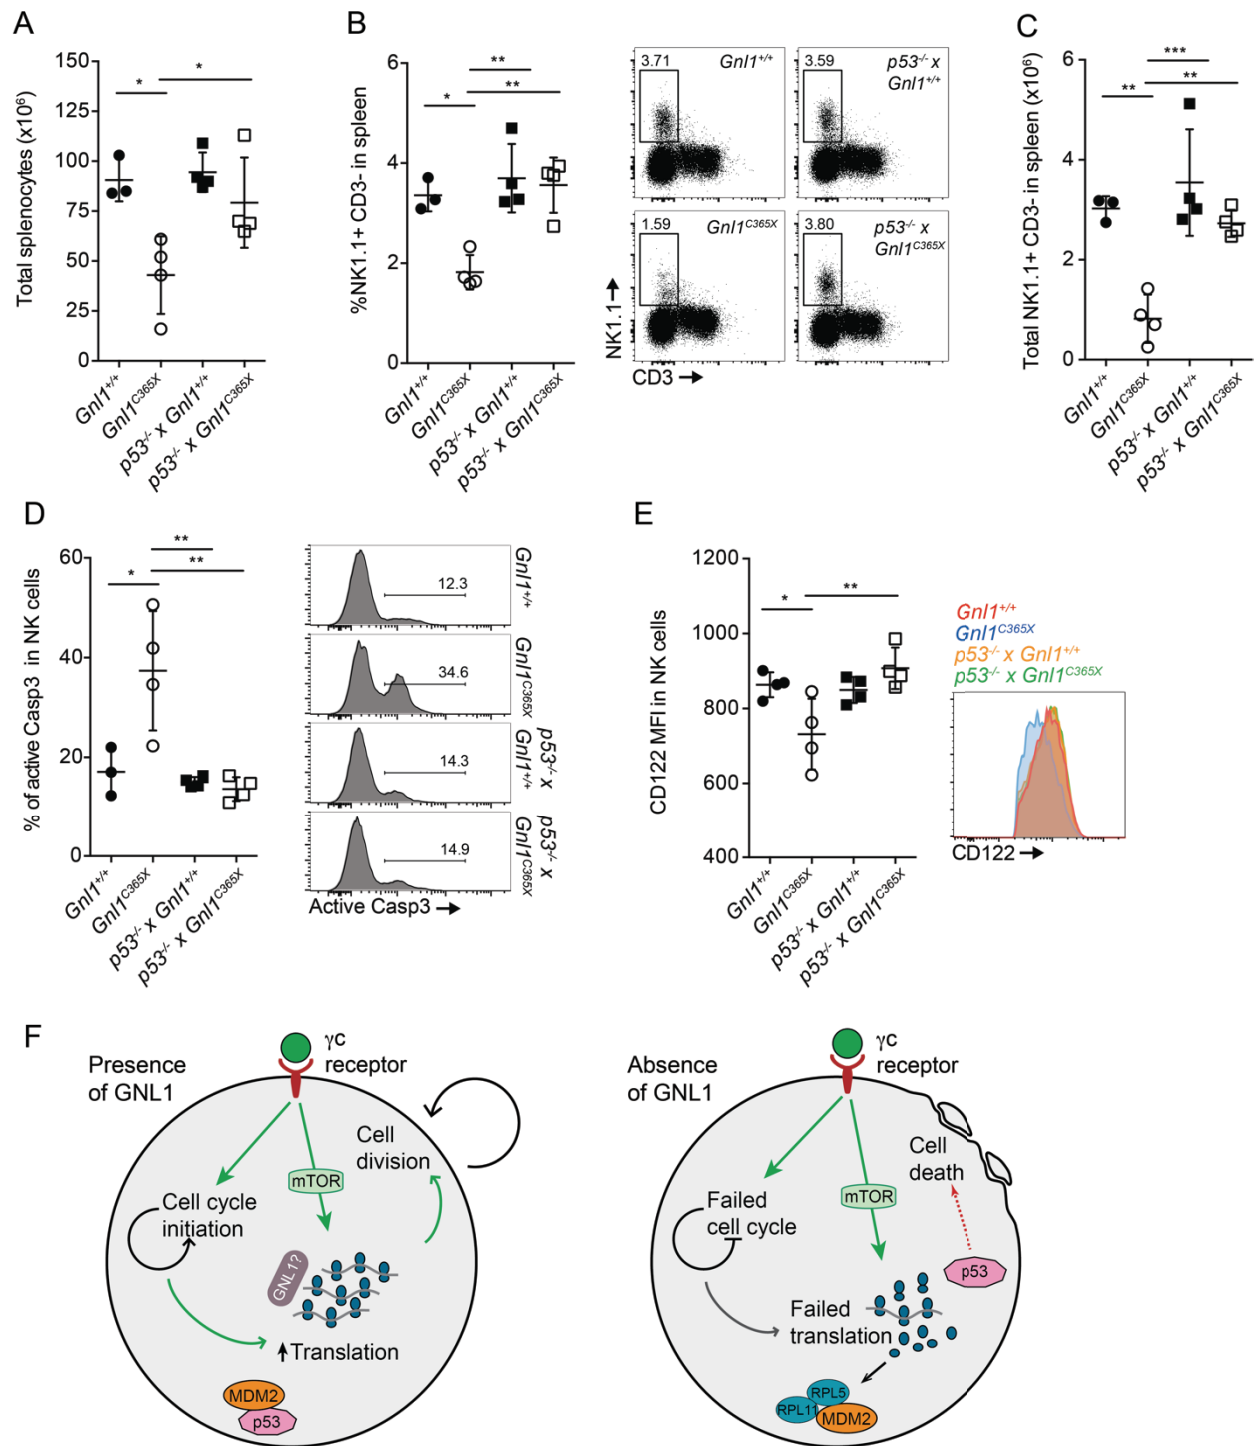 A
Total splenocytes (x10⁶)
150
125
100
75
50
25
0
*
*
Gnl1⁺/⁺
Gnl1ᶜ³⁶⁵ˣ
p53⁻/⁻ x Gnl1⁺/⁺
p53⁻/⁻ x Gnl1ᶜ³⁶⁵ˣ
B
%NK1.1+ CD3- in spleen
6
4
2
0
**
**
*
Gnl1⁺/⁺
Gnl1ᶜ³⁶⁵ˣ
p53⁻/⁻ x Gnl1⁺/⁺
p53⁻/⁻ x Gnl1ᶜ³⁶⁵ˣ
3.71
Gnl1⁺/⁺
3.59
p53⁻/⁻ x
Gnl1⁺/⁺
1.59
Gnl1ᶜ³⁶⁵ˣ
3.80
p53⁻/⁻ x
Gnl1ᶜ³⁶⁵ˣ
NK1.1
CD3
C
Total NK1.1+ CD3- in spleen (x10⁶)
6
4
2
0
***
**
**
Gnl1⁺/⁺
Gnl1ᶜ³⁶⁵ˣ
p53⁻/⁻ x Gnl1⁺/⁺
p53⁻/⁻ x Gnl1ᶜ³⁶⁵ˣ
D
% of active Casp3 in NK cells
60
40
20
0
**
**
*
Gnl1⁺/⁺
Gnl1ᶜ³⁶⁵ˣ
p53⁻/⁻ x Gnl1⁺/⁺
p53⁻/⁻ x Gnl1ᶜ³⁶⁵ˣ
12.3
Gnl1⁺/⁺
34.6
Gnl1ᶜ³⁶⁵ˣ
14.3
p53⁻/⁻ x
Gnl1⁺/⁺
14.9
p53⁻/⁻ x
Gnl1ᶜ³⁶⁵ˣ
Active Casp3
E
CD122 MFI in NK cells
1200
1000
800
600
400
*
**
Gnl1⁺/⁺
Gnl1ᶜ³⁶⁵ˣ
p53⁻/⁻ x Gnl1⁺/⁺
p53⁻/⁻ x Gnl1ᶜ³⁶⁵ˣ
Gnl1⁺/⁺
Gnl1ᶜ³⁶⁵ˣ
p53⁻/⁻ x Gnl1⁺/⁺
p53⁻/⁻ x Gnl1ᶜ³⁶⁵ˣ
CD122
F
Presence
of GNL1
γc
receptor
Cell
division
mTOR
Cell cycle
initiation
GNL1?
Translation
MDM2
p53
Absence
of GNL1
γc
receptor
Cell
death
mTOR
Failed
cell cycle
p53
Failed
translation
RPL5
RPL11
MDM2